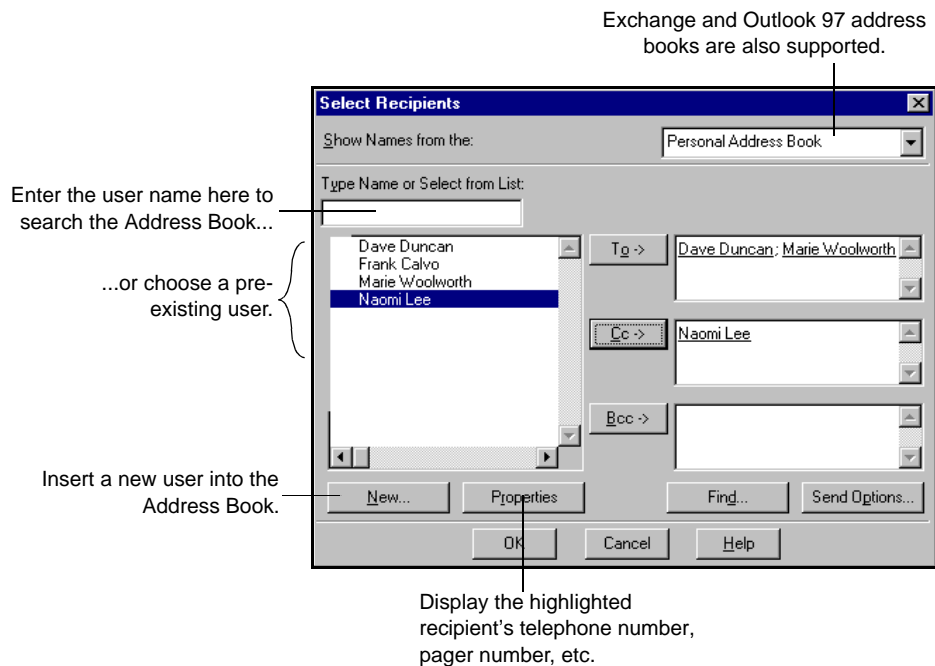 Exchange and Outlook 97 address
books are also supported.
Select Recipients
Show Names from the:
Personal Address Book
Type Name or Select from List:
Enter the user name here to
search the Address Book...
...or choose a pre-
existing user.
Dave Duncan
Frank Calvo
Marie Woolworth
Naomi Lee
To ->
Dave Duncan; Marie Woolworth
Cc ->
Naomi Lee
Bcc ->
Insert a new user into the
Address Book.
New...
Properties
Find...
Send Options...
OK
Cancel
Help
Display the highlighted
recipient's telephone number,
pager number, etc.